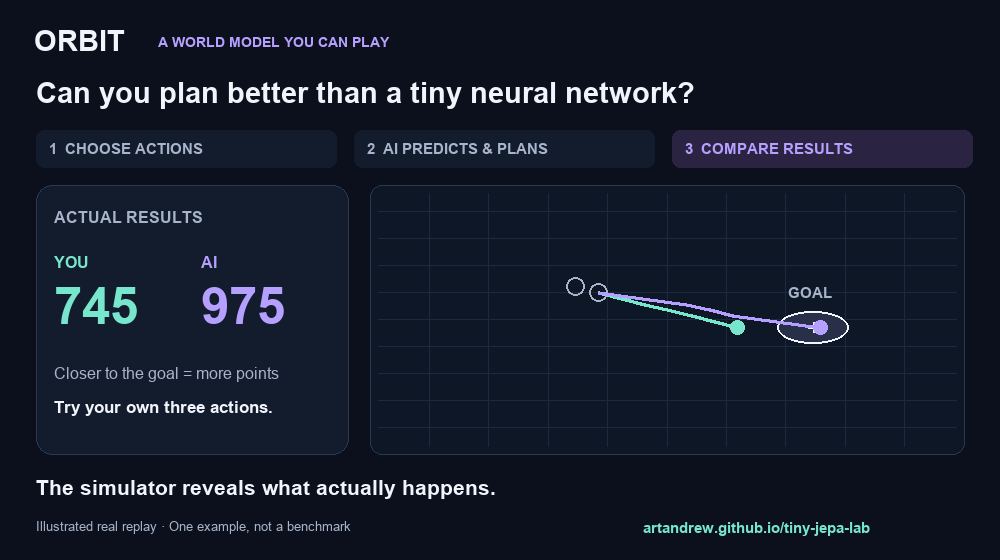 ORBIT A WORLD MODEL YOU CAN PLAY
Can you plan better than a tiny neural network?
1 CHOOSE ACTIONS
2 AI PREDICTS & PLANS
3 COMPARE RESULTS
ACTUAL RESULTS
YOU AI
745 975
Closer to the goal = more points
Try your own three actions.
GOAL
The simulator reveals what actually happens.
Illustrated real replay · One example, not a benchmark
artandrew.github.io/tiny-jepa-lab